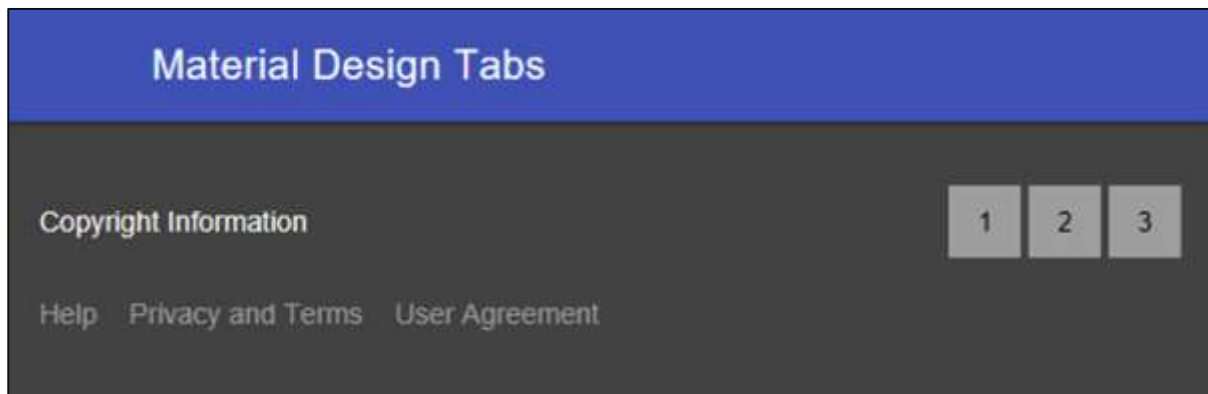 Material Design Tabs
Copyright Information
1 2 3
Help Privacy and Terms User Agreement